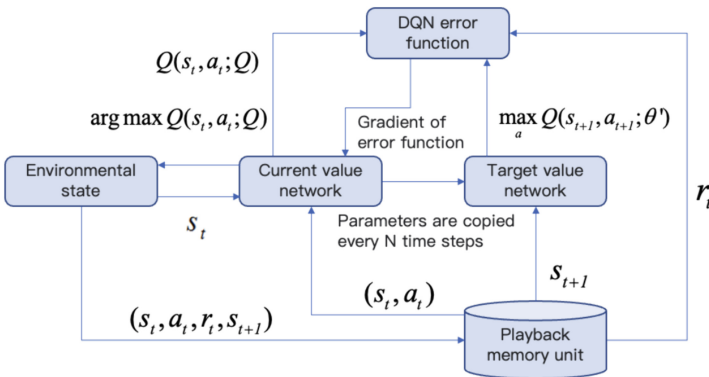 DQN error
function
Q(s_t, a_t; Q)
arg max Q(s_t, a_t; Q)
Gradient of
error function
max_a Q(s_{t+1}, a_{t+1}; θ')
Environmental
state
Current value
network
Target value
network
r_t
s_t
Parameters are copied
every N time steps
s_{t+1}
(s_t, a_t)
(s_t, a_t, r_t, s_{t+1})
Playback
memory unit